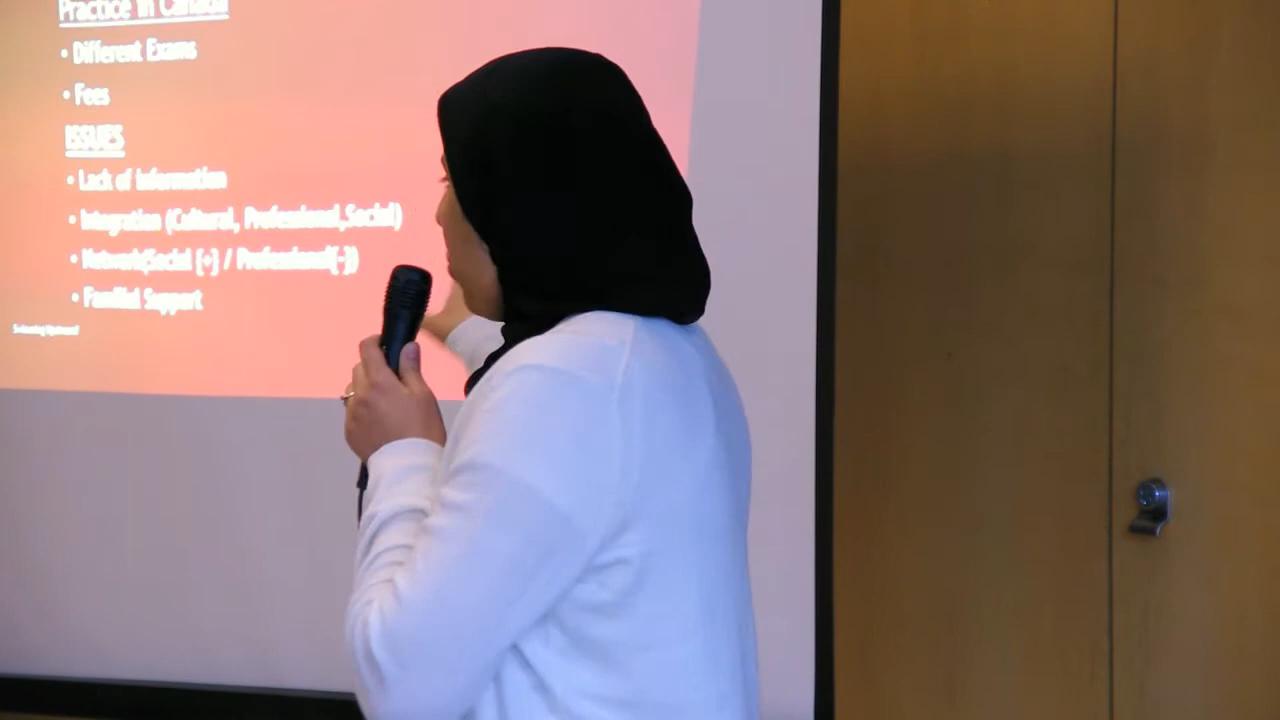 Practice in Canada
• Different Exams
• Fees
ISSUES
• Lack of Information
• Integration (Cultural, Professional,Social)
• Network(Social [+] / Professional[-])
• Familial Support